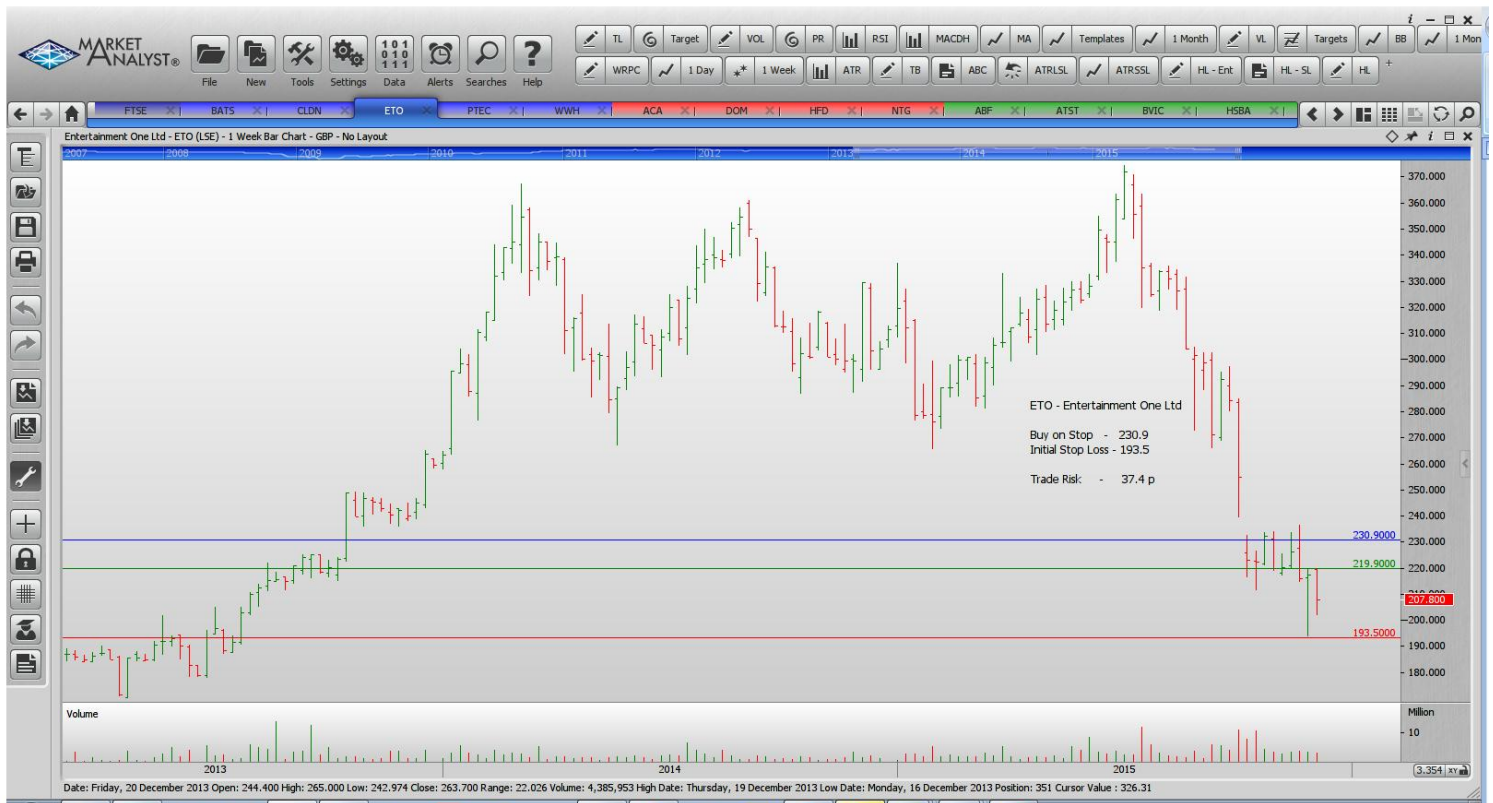 i
MARKET ANALYST®
TL Target VOL PR RSI MACDH MA Templates 1 Month VL Targets BB 1 Mon
WRPC 1 Day 1 Week ATR TB ABC ATRLSL ATRSSL HL - Ent HL - SL HL +
File New Tools Settings Data Alerts Searches Help
101
010
111
FTSE BATS CLDN ETO PTEC WWH ACA DOM HFD NTG ABF ATST BVIC HSBA
Entertainment One Ltd - ETO (LSE) - 1 Week Bar Chart - GBP - No Layout
2007 2008 2009 2010 2011 2012 2013 2014 2015
370.000
360.000
350.000
340.000
330.000
320.000
310.000
300.000
290.000
280.000
270.000
260.000
250.000
240.000
230.000
220.000
210.000
200.000
190.000
180.000
ETO - Entertainment One Ltd
Buy on Stop - 230.9
Initial Stop Loss - 193.5
Trade Risk - 37.4 p
230.9000
219.9000
207.800
193.5000
Volume
Million
10
2013 2014 2015
3.354 XY
Date: Friday, 20 December 2013 Open: 244.400 High: 265.000 Low: 242.974 Close: 263.700 Range: 22.026 Volume: 4,385,953 High Date: Thursday, 19 December 2013 Low Date: Monday, 16 December 2013 Position: 351 Cursor Value : 326.31